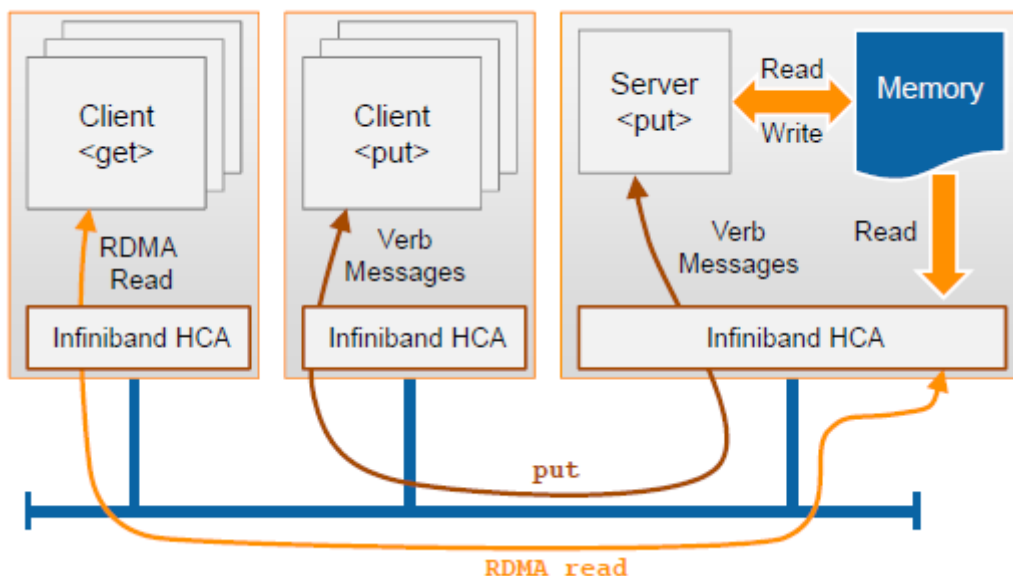 Client
<get>
RDMA
Read
Infiniband HCA
Client
<put>
Verb
Messages
Infiniband HCA
Server
<put>
Read
Write
Memory
Verb
Messages
Read
Infiniband HCA
put
RDMA read